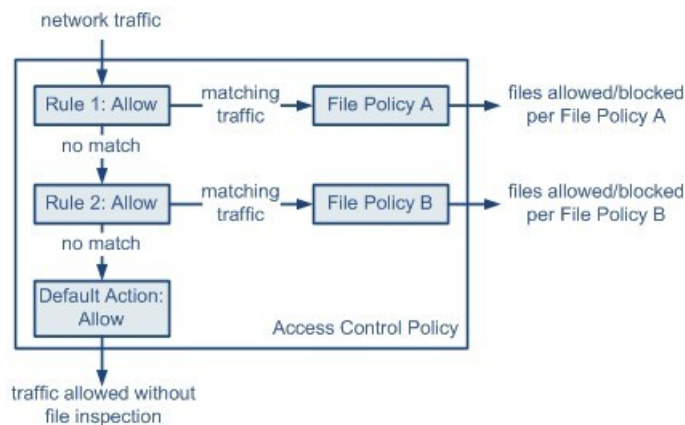 network traffic
Rule 1: Allow
matching
traffic
File Policy A
files allowed/blocked
per File Policy A
no match
Rule 2: Allow
matching
traffic
File Policy B
files allowed/blocked
per File Policy B
no match
Default Action:
Allow
Access Control Policy
traffic allowed without
file inspection